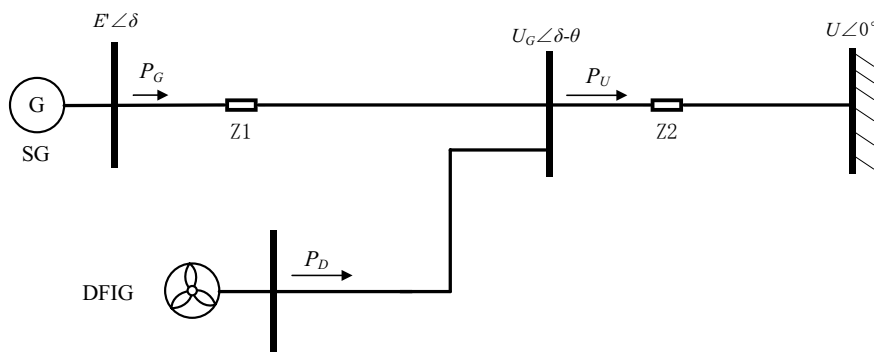 E'∠δ
U_G∠δ-θ
U∠0°
P_G
P_U
G
Z1
Z2
SG
P_D
DFIG